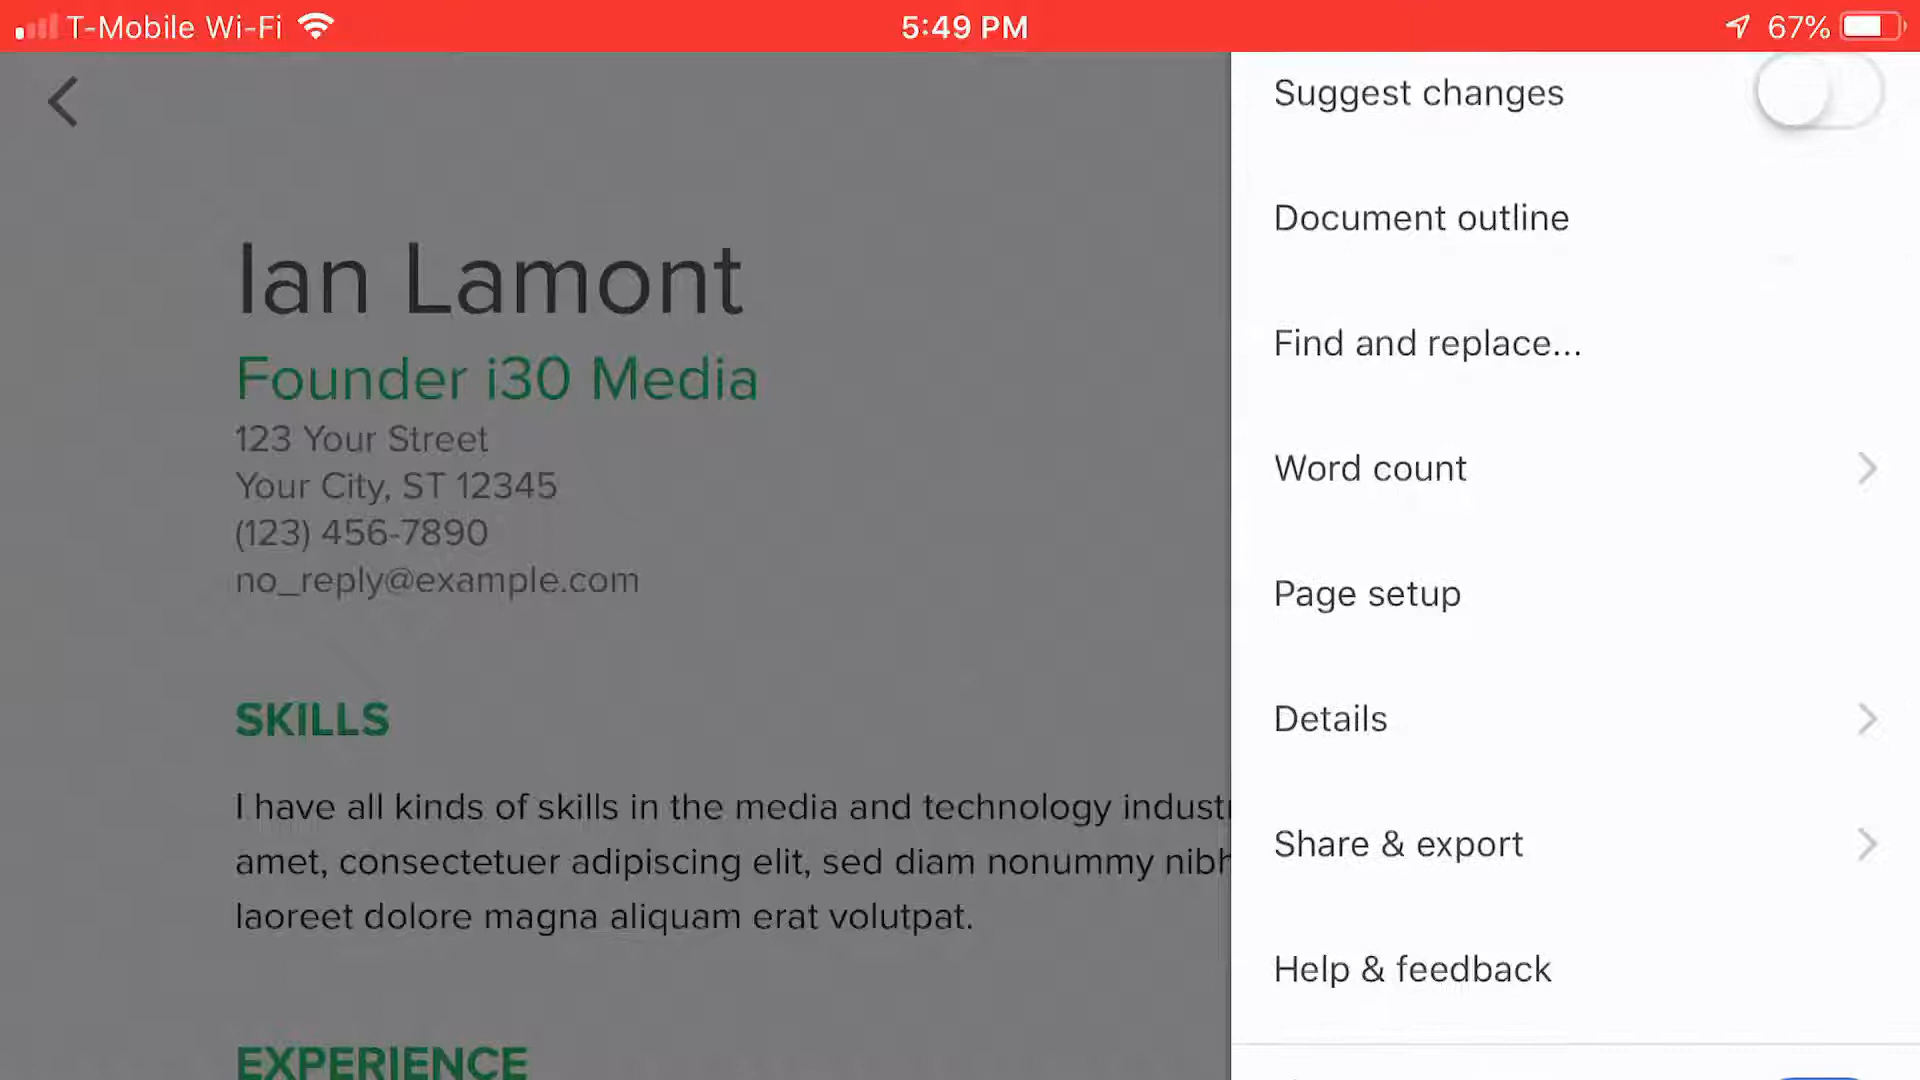 T-Mobile Wi-Fi
5:49 PM
67%
Ian Lamont
Founder i30 Media
123 Your Street
Your City, ST 12345
(123) 456-7890
no_reply@example.com
SKILLS
I have all kinds of skills in the media and technology
amet, consectetuer adipiscing elit, sed diam nonummy
laoreet dolore magna aliquam erat volutpat.
EXPERIENCE
Suggest changes
Document outline
Find and replace...
Word count
Page setup
Details
Share & export
Help & feedback